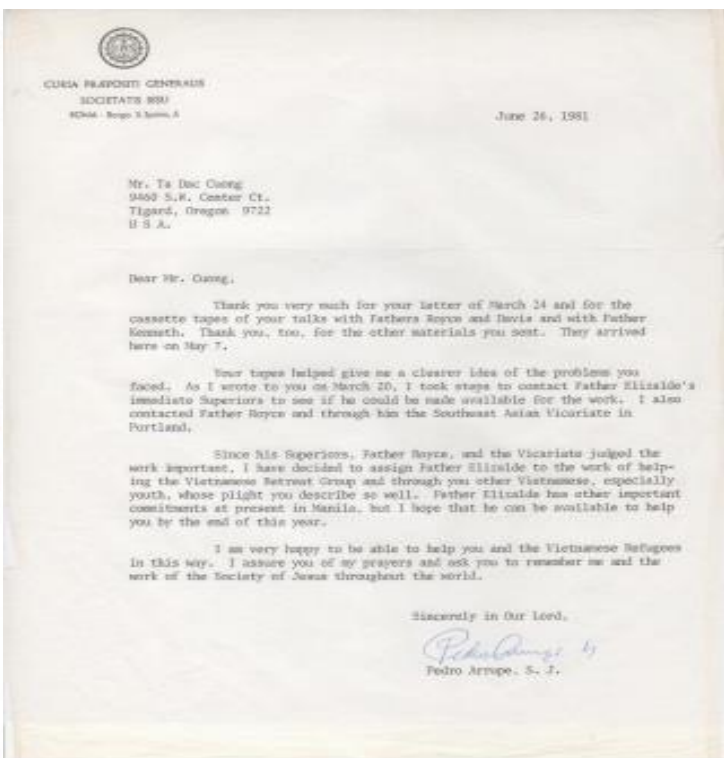 CURIA PRÆPOSITI GENERALIS
SOCIETATIS IESU
ROMA - Borgo S. Spirito, 5
June 26, 1981
Mr. Ta Dac Cuong
9460 S.W. Center Ct.
Tigard, Oregon 9722
U S A.
Dear Mr. Cuong,
Thank you very much for your letter of March 24 and for the
cassette tapes of your talks with Fathers Royce and Davis and with Father
Kenneth. Thank you, too, for the other materials you sent. They arrived
here on May 7.
Your tapes helped give me a clearer idea of the problems you
faced. As I wrote to you on March 20, I took steps to contact Father Elizalde's
immediate Superiors to see if he could be made available for the work. I also
contacted Father Royce and through him the Southeast Asian Vicariate in
Portland.
Since his Superiors, Father Royce, and the Vicariate judged the
work important, I have decided to assign Father Elizalde to the work of help-
ing the Vietnamese Retreat Group and through you other Vietnamese, especially
youth, whose plight you describe so well. Father Elizalde has other important
commitments at present in Manila, but I hope that he can be available to help
you by the end of this year.
I am very happy to be able to help you and the Vietnamese Refugees
in this way. I assure you of my prayers and ask you to remember me and the
work of the Society of Jesus throughout the world.
Sincerely in Our Lord,
Pedro Arrupe sj
Pedro Arrupe, S. J.